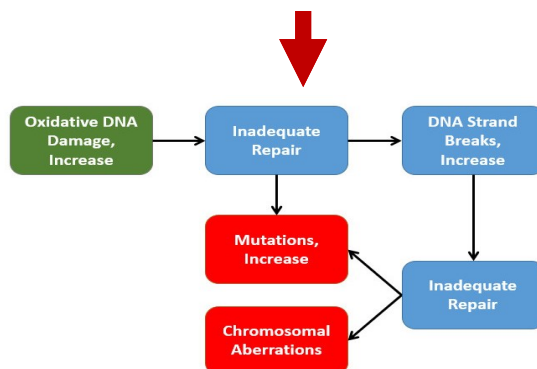 Oxidative DNA
Damage,
Increase
Inadequate
Repair
DNA Strand
Breaks,
Increase
Mutations,
Increase
Inadequate
Repair
Chromosomal
Aberrations